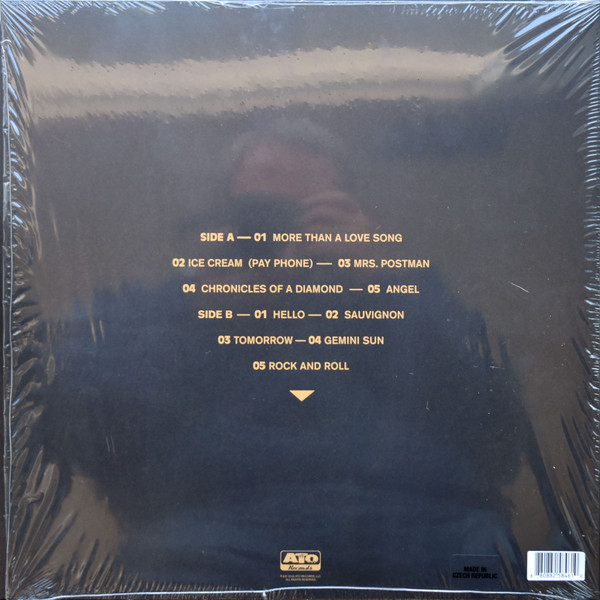 SIDE A — 01 MORE THAN A LOVE SONG
02 ICE CREAM (PAY PHONE) — 03 MRS. POSTMAN
04 CHRONICLES OF A DIAMOND — 05 ANGEL
SIDE B — 01 HELLO — 02 SAUVIGNON
03 TOMORROW — 04 GEMINI SUN
05 ROCK AND ROLL
ATO
Records
MADE IN
CZECH REPUBLIC